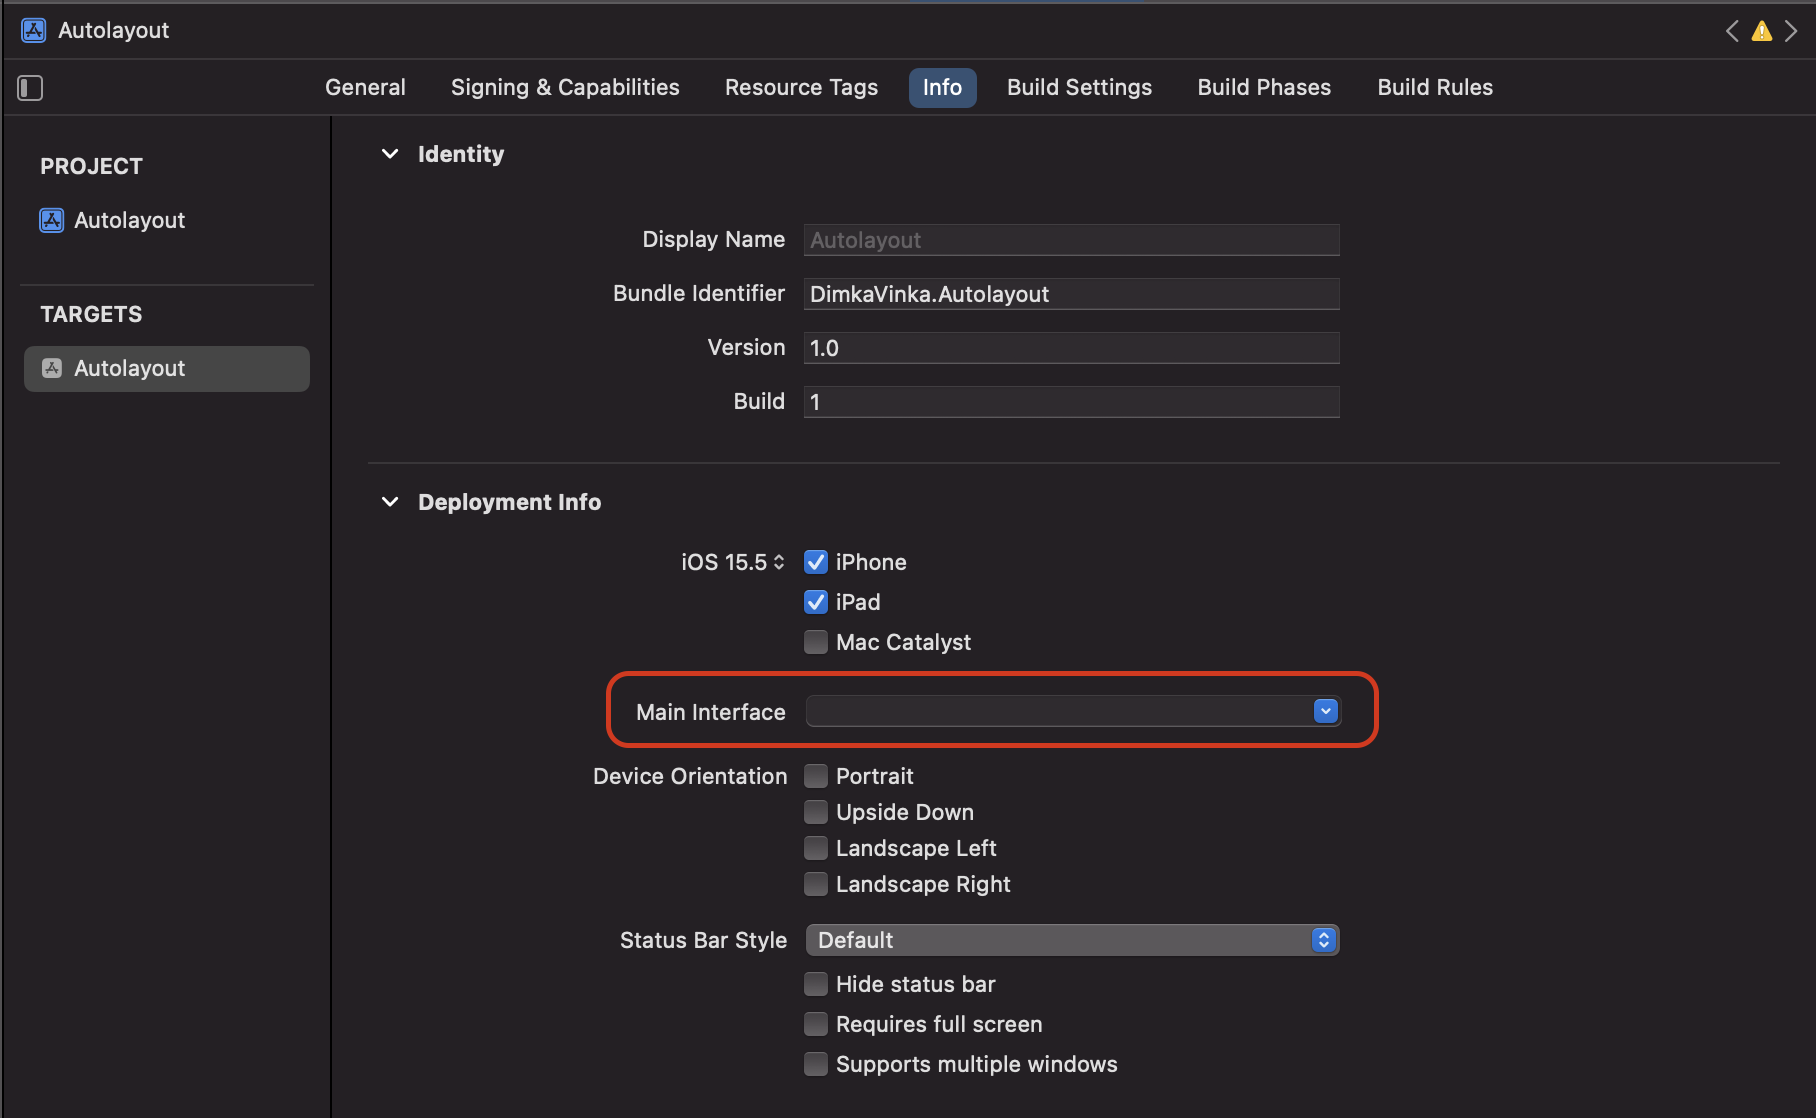 Autolayout
General Signing & Capabilities Resource Tags Info Build Settings Build Phases Build Rules
PROJECT
Autolayout
TARGETS
Autolayout
Identity
Display Name Autolayout
Bundle Identifier DimkaVinka.Autolayout
Version 1.0
Build 1
Deployment Info
iOS 15.5 iPhone
iPad
Mac Catalyst
Main Interface
Device Orientation Portrait
Upside Down
Landscape Left
Landscape Right
Status Bar Style Default
Hide status bar
Requires full screen
Supports multiple windows